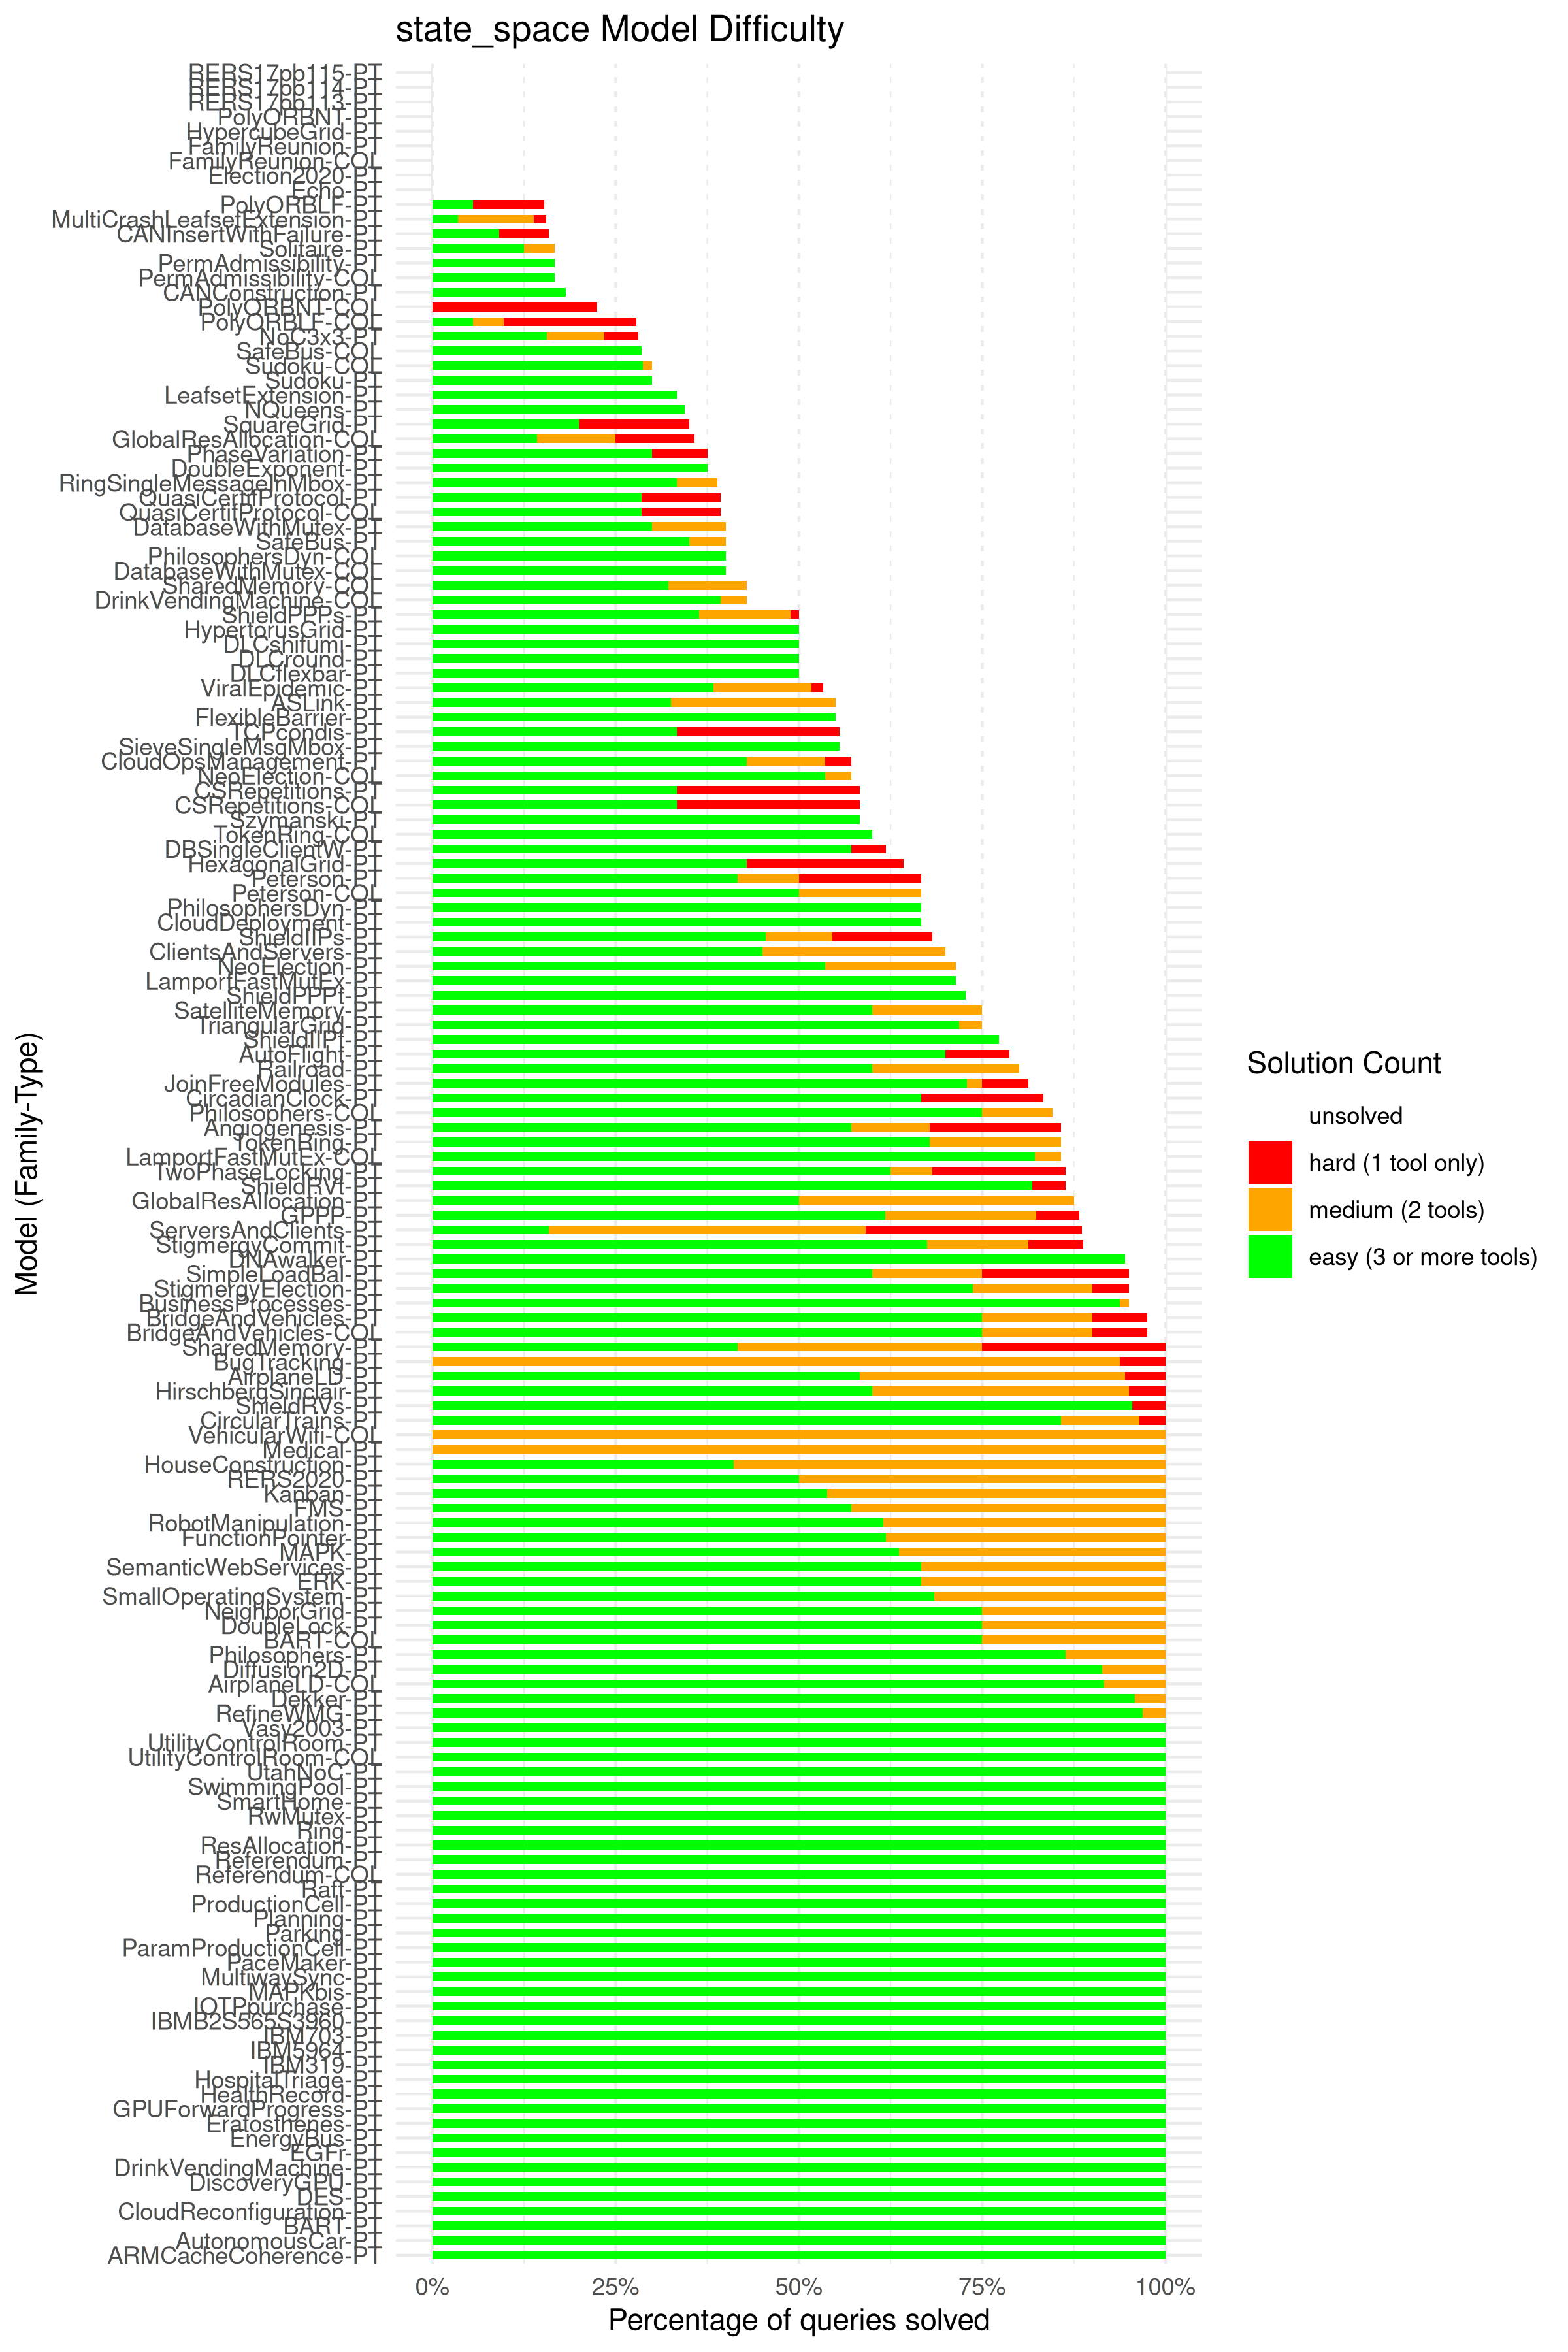 state_space Model Difficulty
RERS17pb115-PT
RERS17pb114-PT
RERS17pb113-PT
PolyORBNT-PT
HypercubeGrid-PT
FamilyReunion-PT
FamilyReunion-COL
Election2020-PT
Echo-PT
PolyORBLF-PT
MultiCrashLeafsetExtension-PT
CANInsertWithFailure-PT
Solitaire-PT
PermAdmissibility-PT
PermAdmissibility-COL
CANConstruction-PT
PolyORBNT-COL
PolyORBLF-COL
NoC3x3-PT
SafeBus-COL
Sudoku-COL
Sudoku-PT
LeafsetExtension-PT
NQueens-PT
SquareGrid-PT
GlobalResAllocation-COL
PhaseVariation-PT
DoubleExponent-PT
RingSingleMessageInMbox-PT
QuasiCertifProtocol-PT
QuasiCertifProtocol-COL
DatabaseWithMutex-PT
SafeBus-PT
PhilosophersDyn-COL
DatabaseWithMutex-COL
SharedMemory-COL
DrinkVendingMachine-COL
ShieldPPPs-PT
HypertorusGrid-PT
DLCshifumi-PT
DLCround-PT
DLCflexbar-PT
ViralEpidemic-PT
ASLink-PT
FlexibleBarrier-PT
TCPcondis-PT
SieveSingleMsgMbox-PT
CloudOpsManagement-PT
NeoElection-COL
CSRepetitions-PT
CSRepetitions-COL
Szymanski-PT
TokenRing-COL
DBSingleClientW-PT
HexagonalGrid-PT
Peterson-PT
Peterson-COL
PhilosophersDyn-PT
CloudDeployment-PT
ShieldIIPs-PT
ClientsAndServers-PT
NeoElection-PT
LamportFastMutEx-PT
ShieldPPPt-PT
SatelliteMemory-PT
TriangularGrid-PT
ShieldIIPt-PT
AutoFlight-PT
Railroad-PT
JoinFreeModules-PT
CircadianClock-PT
Philosophers-COL
Angiogenesis-PT
TokenRing-PT
LamportFastMutEx-COL
TwoPhaseLocking-PT
ShieldRVt-PT
GlobalResAllocation-PT
GPPP-PT
ServersAndClients-PT
StigmergyCommit-PT
DNAwalker-PT
SimpleLoadBal-PT
StigmergyElection-PT
BusinessProcesses-PT
BridgeAndVehicles-PT
BridgeAndVehicles-COL
SharedMemory-PT
BugTracking-PT
AirplaneLD-PT
HirschbergSinclair-PT
ShieldRVs-PT
CircularTrains-PT
VehicularWifi-COL
Medical-PT
HouseConstruction-PT
RERS2020-PT
Kanban-PT
FMS-PT
RobotManipulation-PT
FunctionPointer-PT
MAPK-PT
SemanticWebServices-PT
ERK-PT
SmallOperatingSystem-PT
NeighborGrid-PT
DoubleLock-PT
BART-COL
Philosophers-PT
Diffusion2D-PT
AirplaneLD-COL
Dekker-PT
RefineWMG-PT
Vasy2003-PT
UtilityControlRoom-PT
UtilityControlRoom-COL
UtahNoC-PT
SwimmingPool-PT
SmartHome-PT
RwMutex-PT
Ring-PT
ResAllocation-PT
Referendum-PT
Referendum-COL
Raft-PT
ProductionCell-PT
Planning-PT
Parking-PT
ParamProductionCell-PT
PaceMaker-PT
MultiwaySync-PT
MAPKbis-PT
IOTPpurchase-PT
IBMB2S565S3960-PT
IBM703-PT
IBM5964-PT
IBM319-PT
HospitalTriage-PT
HealthRecord-PT
GPUForwardProgress-PT
Eratosthenes-PT
EnergyBus-PT
EGFr-PT
DrinkVendingMachine-PT
DiscoveryGPU-PT
DES-PT
CloudReconfiguration-PT
BART-PT
AutonomousCar-PT
ARMCacheCoherence-PT
0% 25% 50% 75% 100%
Percentage of queries solved
Model (Family-Type)
Solution Count
unsolved
hard (1 tool only)
medium (2 tools)
easy (3 or more tools)